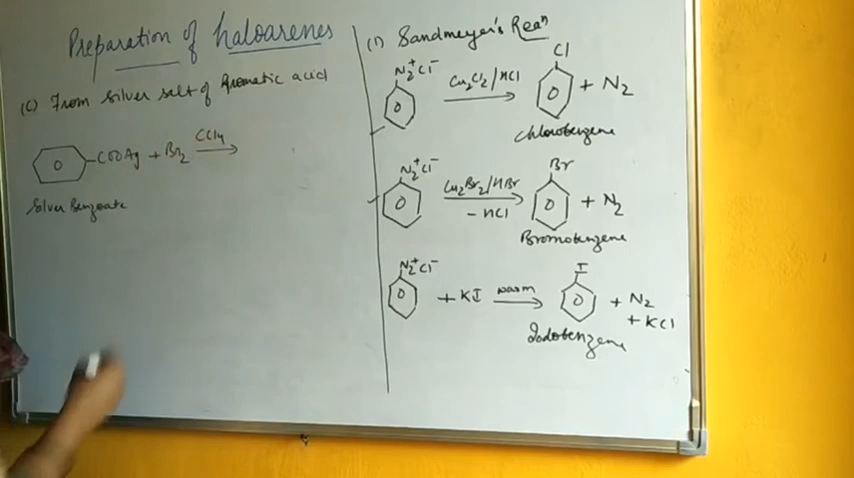 Preparation of haloarenes
(C) From Silver salt of Aromatic acid
COOAg + Br2 CCl4
Silver Benzoate
(1) Sandmeyer's Rean
N2+Cl- Cu2Cl2/HCl Cl + N2
Chlorobenzene
N2+Cl- Cu2Br2/HBr Br + N2
- HCl
Bromobenzene
N2+Cl- + KI warm I + N2
+ KCl
Iodobenzene